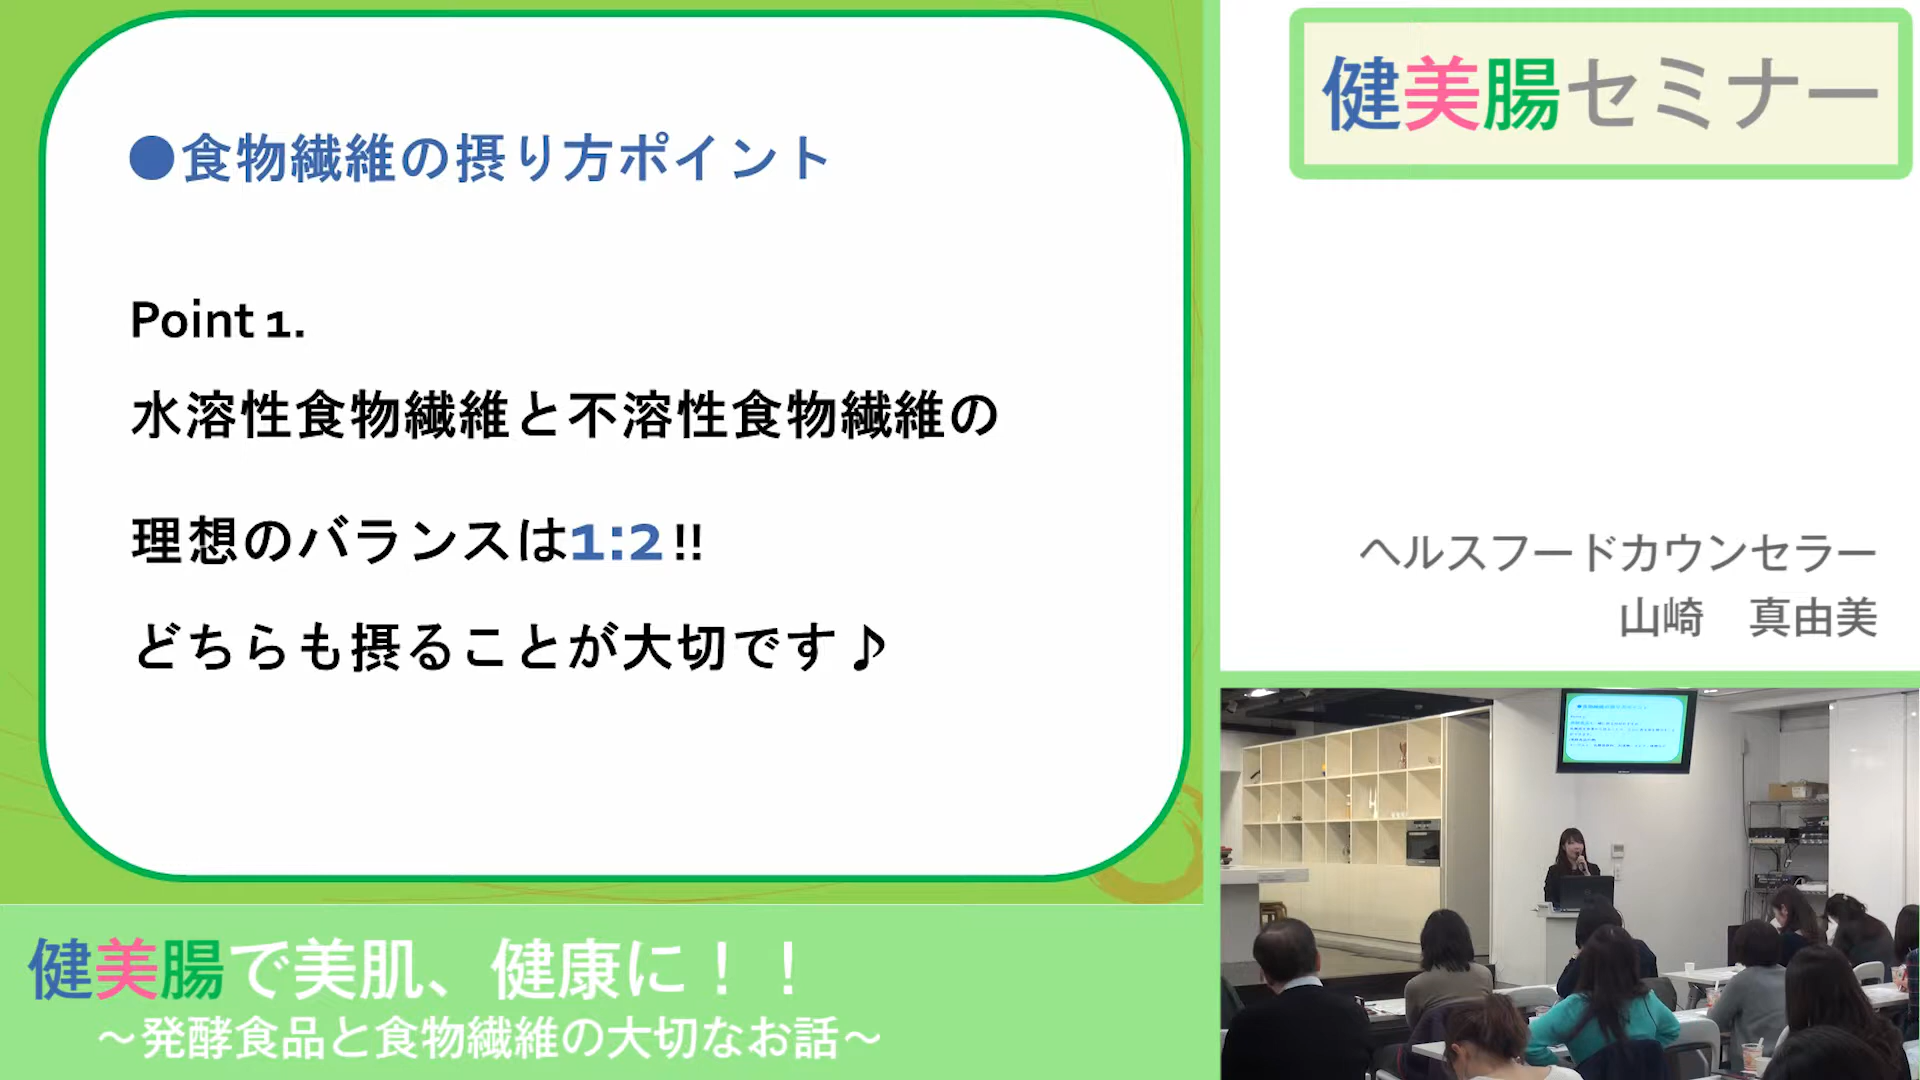 ●食物繊維の摂り方ポイント
Point 1.
水溶性食物繊維と不溶性食物繊維の
理想のバランスは1:2!!
どちらも摂ることが大切です♪
健美腸セミナー
ヘルスフードカウンセラー
山崎　真由美
健美腸で美肌、健康に！！
～発酵食品と食物繊維の大切なお話～